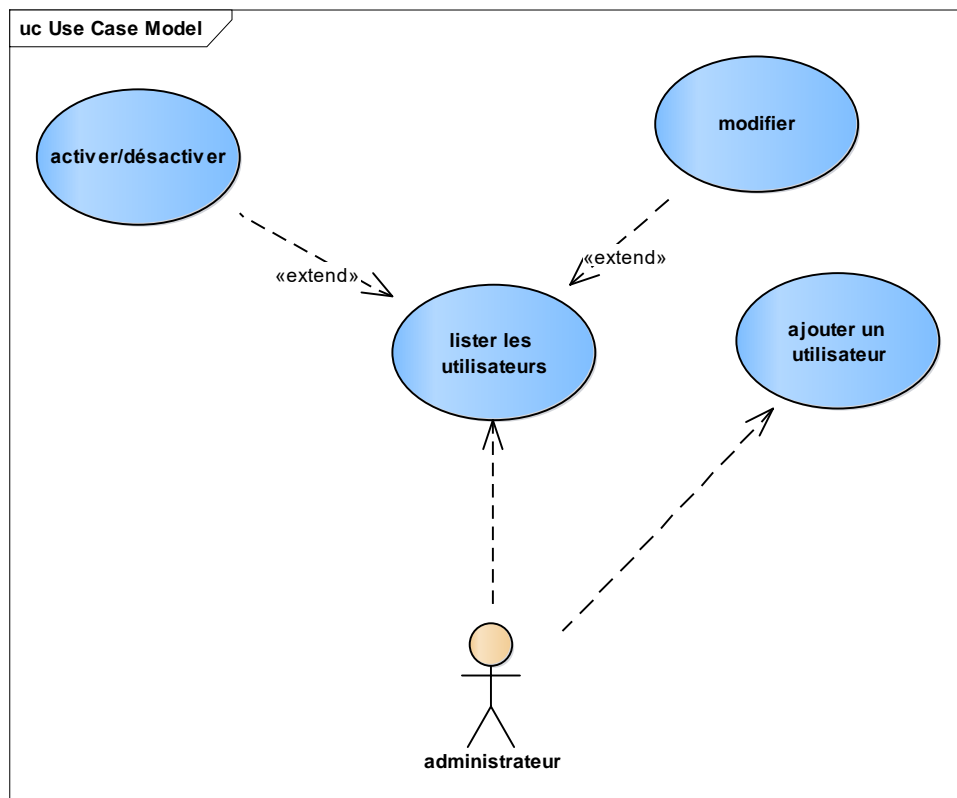 uc Use Case Model
activer/désactiver
modifier
«extend»
«extend»
lister les
utilisateurs
ajouter un
utilisateur
administrateur